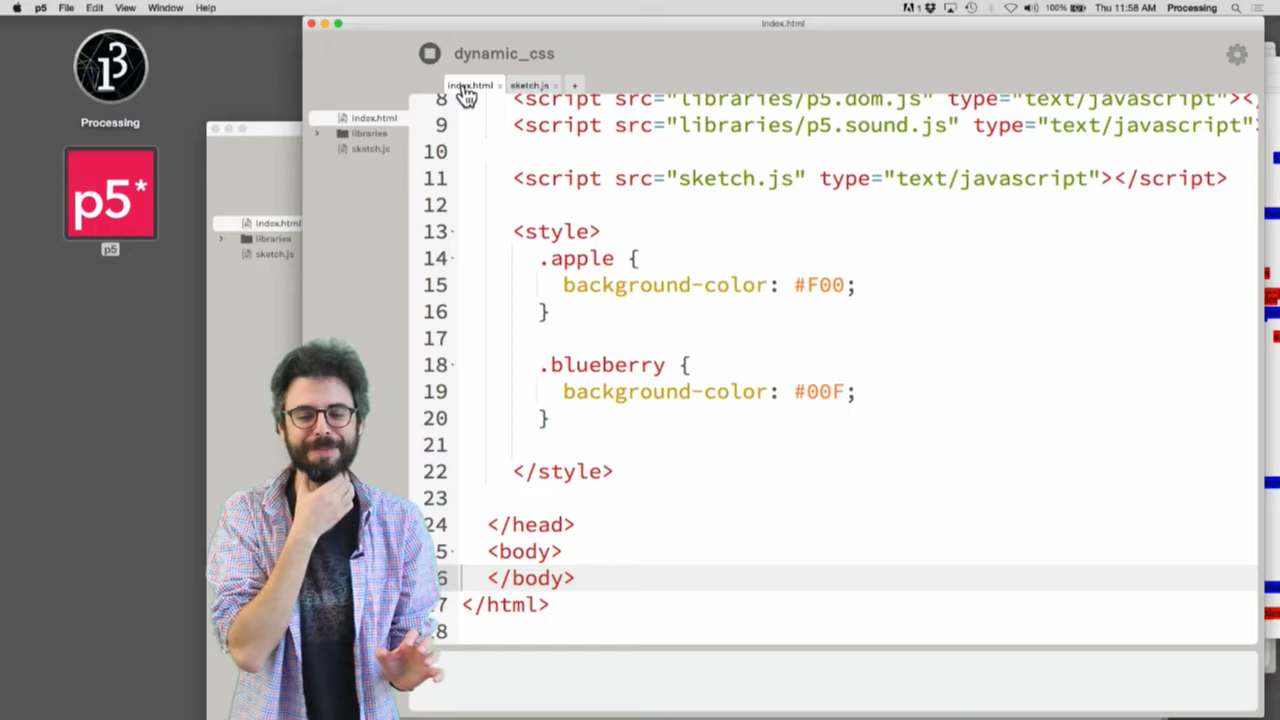 p5 File Edit View Window Help
1 100% Thu 11:58 AM Processing
index.html
dynamic_css
index.html × sketch.js × +
Processing
p5*
p5
index.html
libraries
sketch.js
index.html
libraries
sketch.js
8 <script src="libraries/p5.dom.js" type="text/javascript"></
9 <script src="libraries/p5.sound.js" type="text/javascript"
10
11 <script src="sketch.js" type="text/javascript"></script>
12
13 <style>
14 .apple {
15 background-color: #F00;
16 }
17
18 .blueberry {
19 background-color: #00F;
20 }
21
22 </style>
23
24 </head>
5 <body>
6 </body>
7 </html>
8